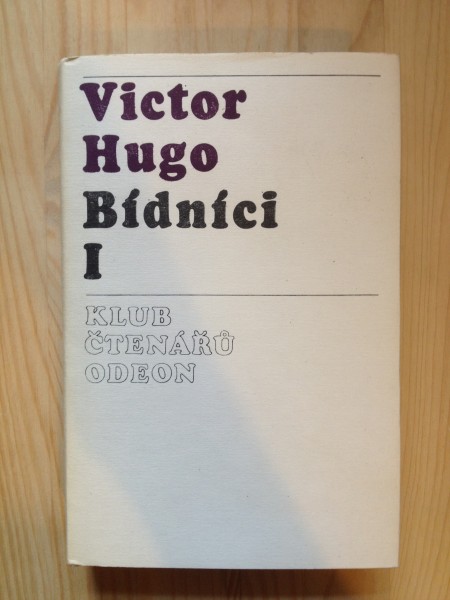 Victor
Hugo
Bídníci
I
KLUB
ČTENÁŘŮ
ODEON